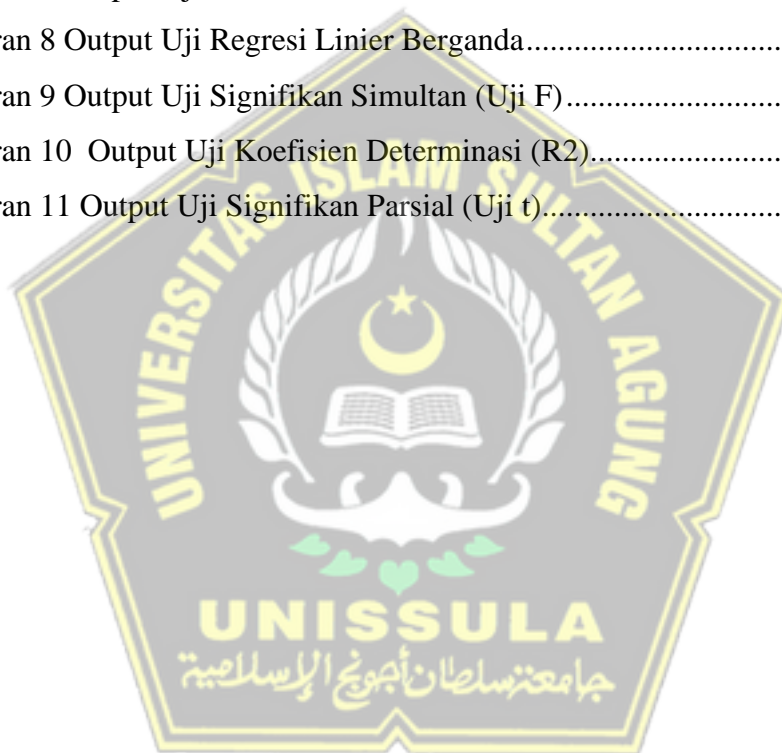 ran 8 Output Uji Regresi Linier Berganda
ran 9 Output Uji Signifikan Simultan (Uji F)
ran 10 Output Uji Koefisien Determinasi (R2)
ran 11 Output Uji Signifikan Parsial (Uji t)
UNIVERSITAS ISLAM SULTAN AGUNG
UNISSULA
جامعة سلطان أجونج الإسلامية